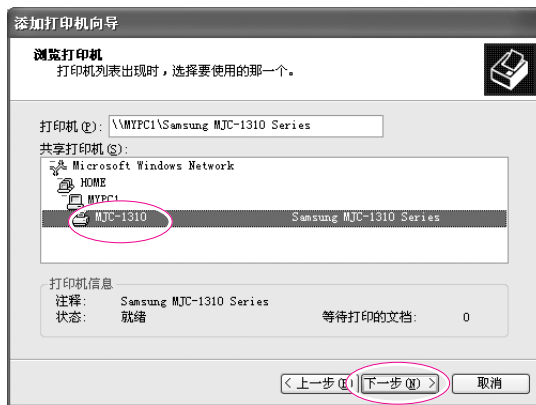 添加打印机向导
浏览打印机
打印机列表出现时，选择要使用的那一个。
打印机(P): \\MYPC1\Samsung MJC-1310 Series
共享打印机(S):
Microsoft Windows Network
HOME
MYPC1
MJC-1310 Samsung MJC-1310 Series
打印机信息
注释: Samsung MJC-1310 Series
状态: 就绪 等待打印的文档: 0
< 上一步(B) 下一步(N) > 取消